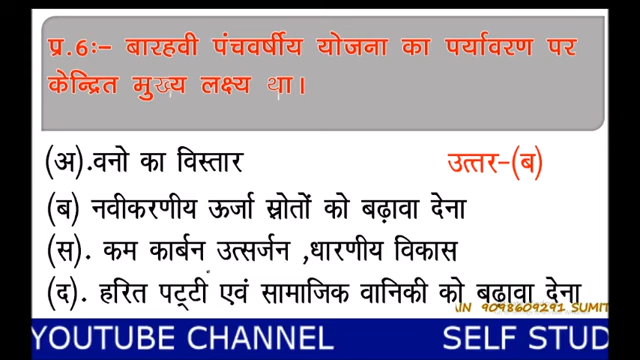 प्र.6ः– बारहवी पंचवर्षीय योजना का पर्यावरण पर
केन्द्रित मुख्य लक्ष्य था।
(अ).वनो का विस्तार उत्तर-(ब)
(ब) नवीकरणीय ऊर्जा स्रोतों को बढ़ावा देना
(स). कम कार्बन उत्सर्जन ,धारणीय विकास
(द). हरित पट्टी एवं सामाजिक वानिकी को बढ़ावा देना
IN 9098609291 SUMIT
YOUTUBE CHANNEL SELF STUD